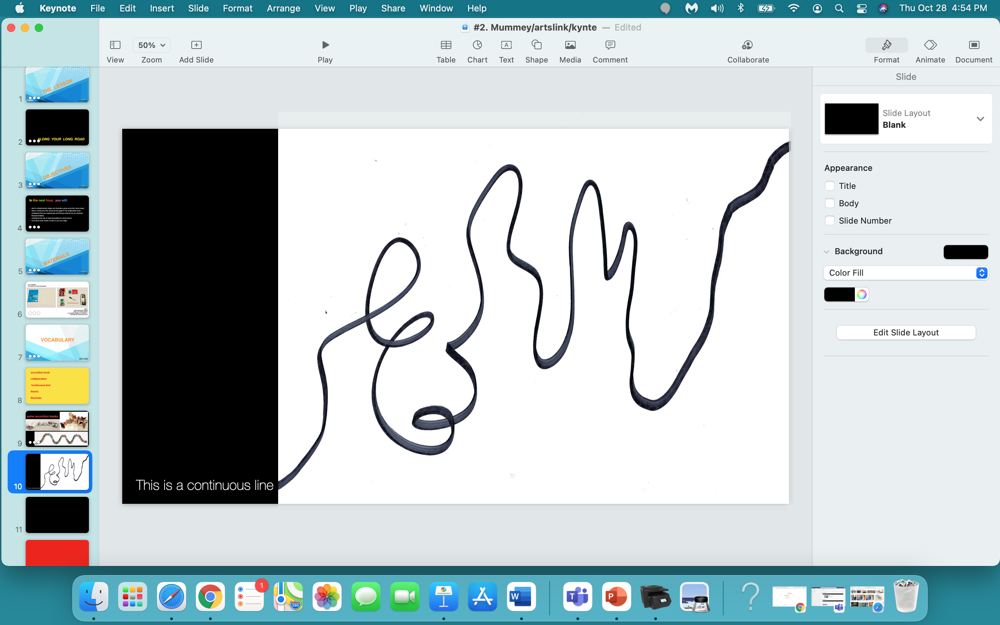 Keynote File Edit Insert Slide Format Arrange View Play Share Window Help Thu Oct 28 4:54 PM
#2. Mummey/artslink/kynte — Edited
50%
View Zoom Add Slide Play Table Chart Text Shape Media Comment Collaborate Format Animate Document
THE LESSON
1
ALONG YOUR LONG ROAD
2
OBJECTIVES
3
In the next hour, you will:
4
MATERIALS
5
6
VOCABULARY
ARTSLINK
7
accordion book
collaboration
'continuous line'
theme
illustrate
8
some accordion books
9
10
11
This is a continuous line
Slide
Slide Layout
Blank
Appearance
Title
Body
Slide Number
Background
Color Fill
Edit Slide Layout
1
280
W
T
P
?